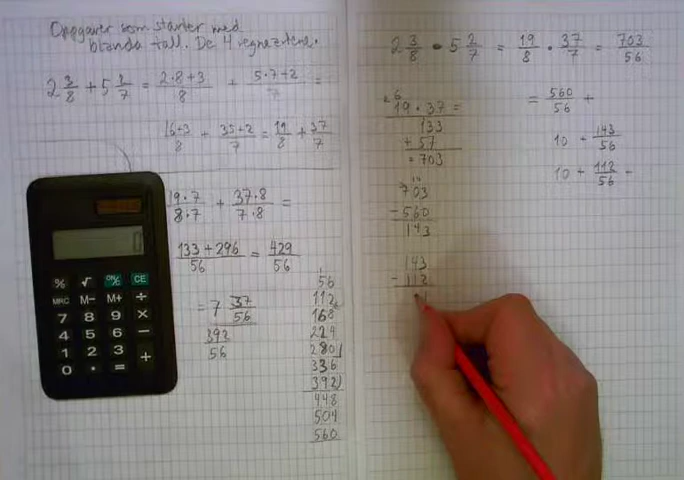 Oppgaver som starter med
blanda tall. De 4 regneartene.
2 3/8 + 5 2/7 = 2·8+3/8 + 5·7+2/7 =
16+3/8 + 35+2/7 = 19/8 + 37/7
19·7/8·7 + 37·8/7·8 =
133+296/56 = 429/56
= 7 37/56
392/56
56
112
168
224
280
336
392
448
504
560
0
% √ ON/C CE
MRC M− M+ ÷
7 8 9 ×
4 5 6 −
1 2 3 +
0 . =
2 3/8 · 5 2/7 = 19/8 · 37/7 = 703/56
= 560/56 +
10 + 143/56
10 + 112/56 -
6
19·37 =
133
+ 57
= 703
14
703
-560
143
143
- 112